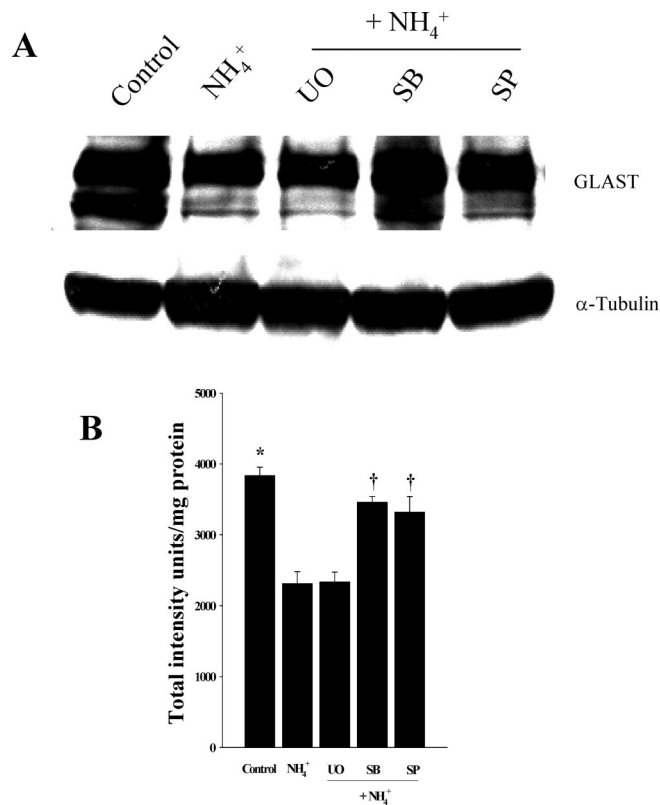 A
+ NH₄⁺
Control
NH₄⁺
UO
SB
SP
GLAST
α-Tubulin
B
Total intensity units/mg protein
5000
4000
3000
2000
1000
0
*
†
†
Control
NH₄⁺
UO
SB
SP
+ NH₄⁺